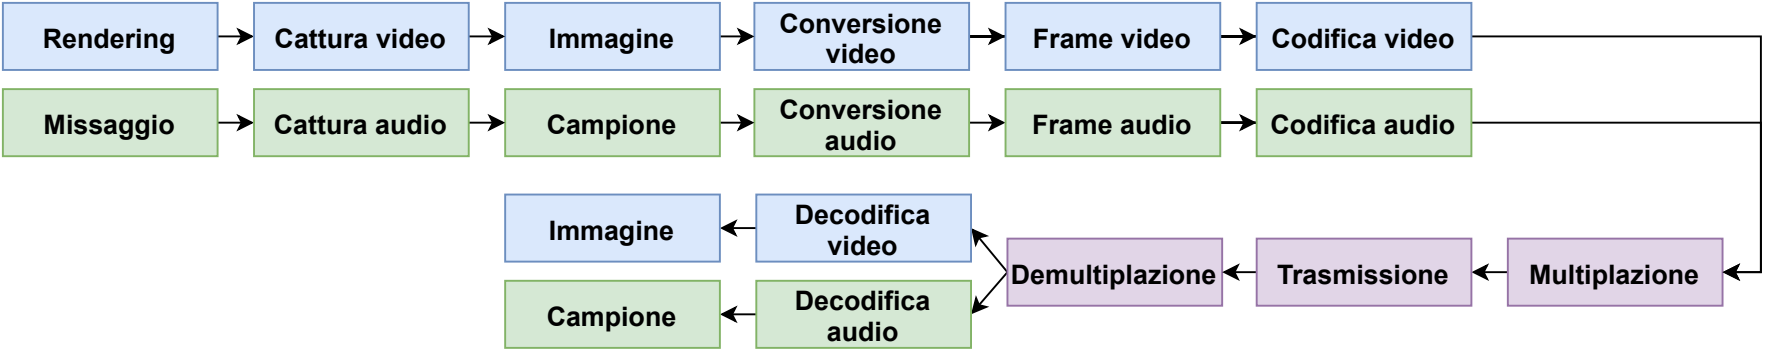 Rendering
Cattura video
Immagine
Conversione
video
Frame video
Codifica video
Missaggio
Cattura audio
Campione
Conversione
audio
Frame audio
Codifica audio
Immagine
Decodifica
video
Campione
Decodifica
audio
Demultiplazione
Trasmissione
Multiplazione